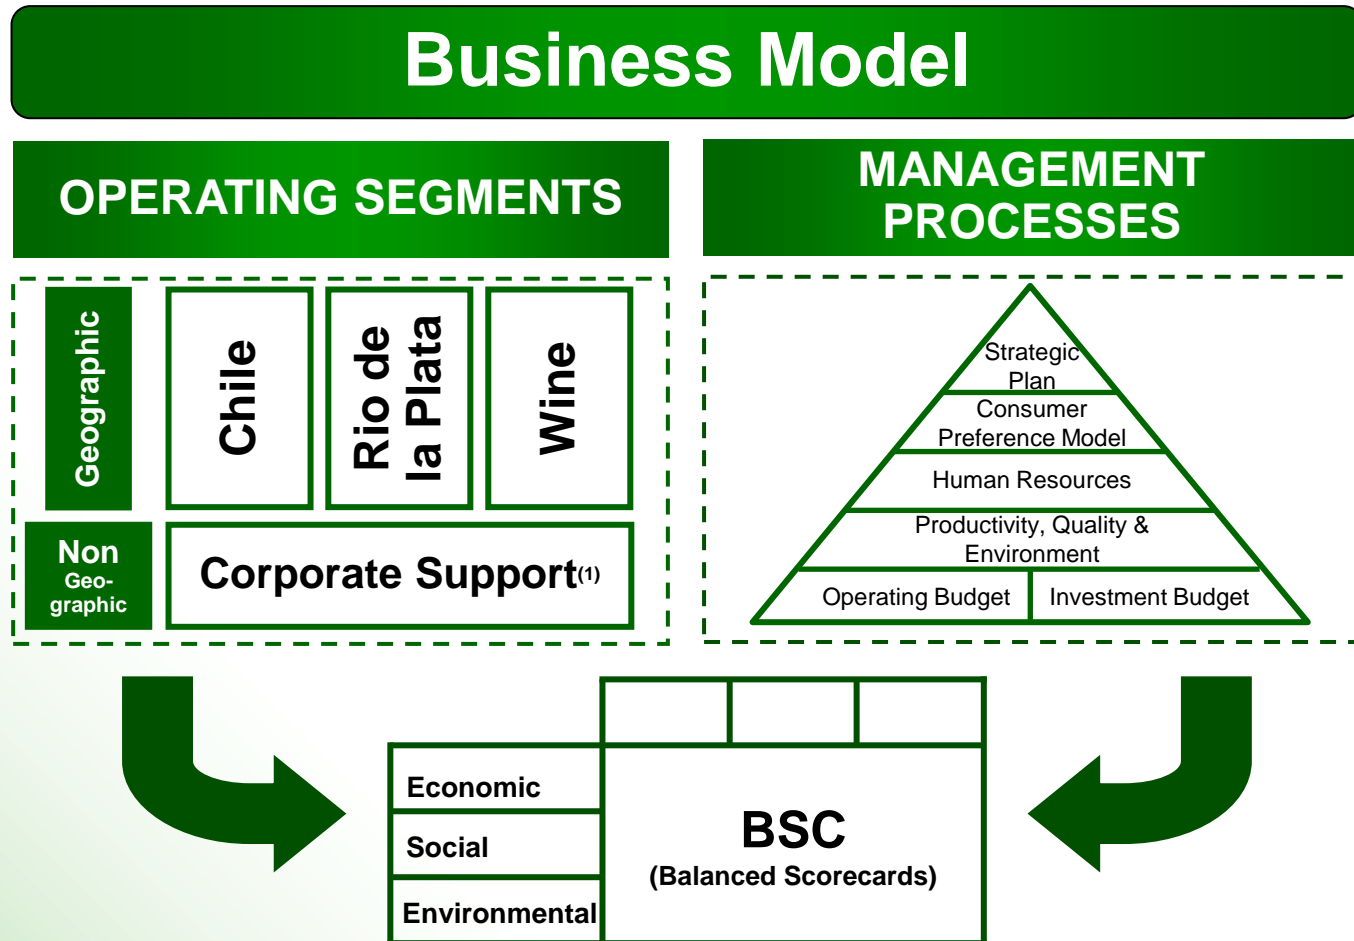 Business Model
OPERATING SEGMENTS
MANAGEMENT
PROCESSES
Geographic
Chile
Rio de
la Plata
Wine
Non
Geo-
graphic
Corporate Support(1)
Strategic
Plan
Consumer
Preference Model
Human Resources
Productivity, Quality &
Environment
Operating Budget
Investment Budget
Economic
Social
Environmental
BSC
(Balanced Scorecards)